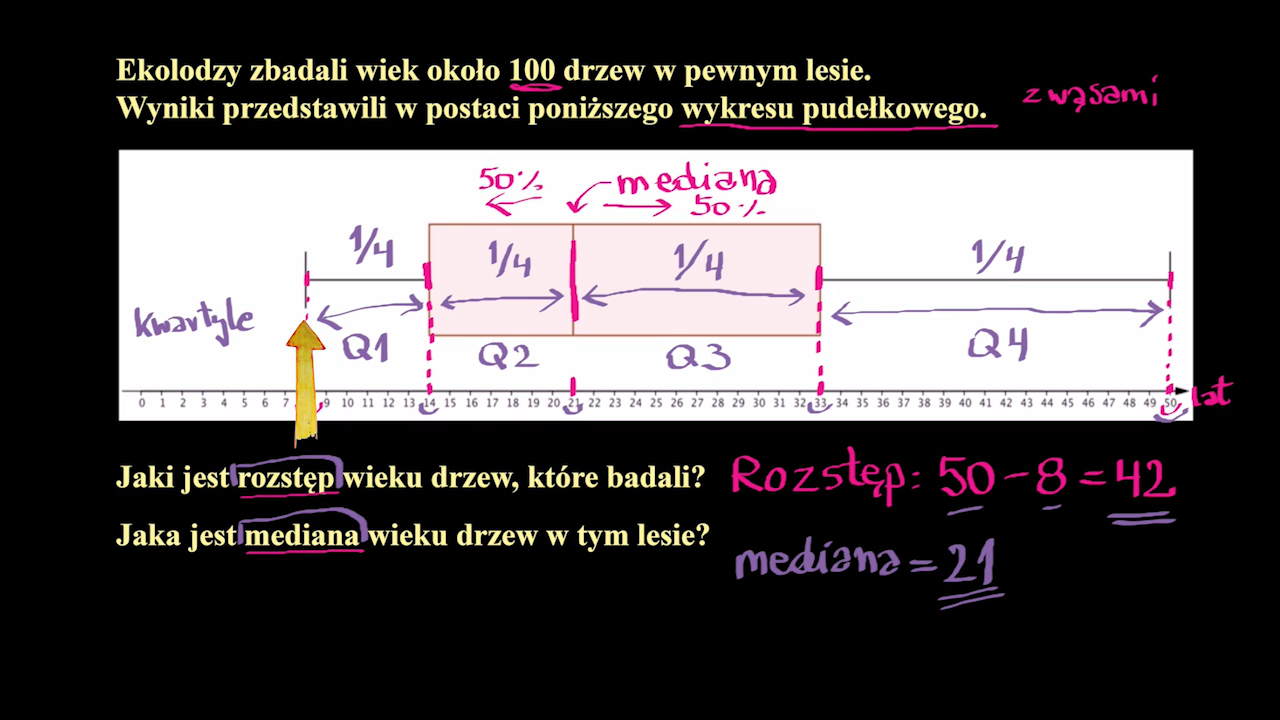 Ekolodzy zbadali wiek około 100 drzew w pewnym lesie.
Wyniki przedstawili w postaci poniższego wykresu pudełkowego.
z wąsami
50% mediana
50%
1/4 1/4 1/4 1/4
kwartyle
Q1 Q2 Q3 Q4
0 1 2 3 4 5 6 7 9 10 11 12 13 14 15 16 17 18 19 20 21 22 23 24 25 26 27 28 29 30 31 32 33 34 35 36 37 38 39 40 41 42 43 44 45 46 47 48 49 50 lat
Jaki jest rozstęp wieku drzew, które badali? Rozstęp: 50 - 8 = 42
Jaka jest mediana wieku drzew w tym lesie?
mediana = 21